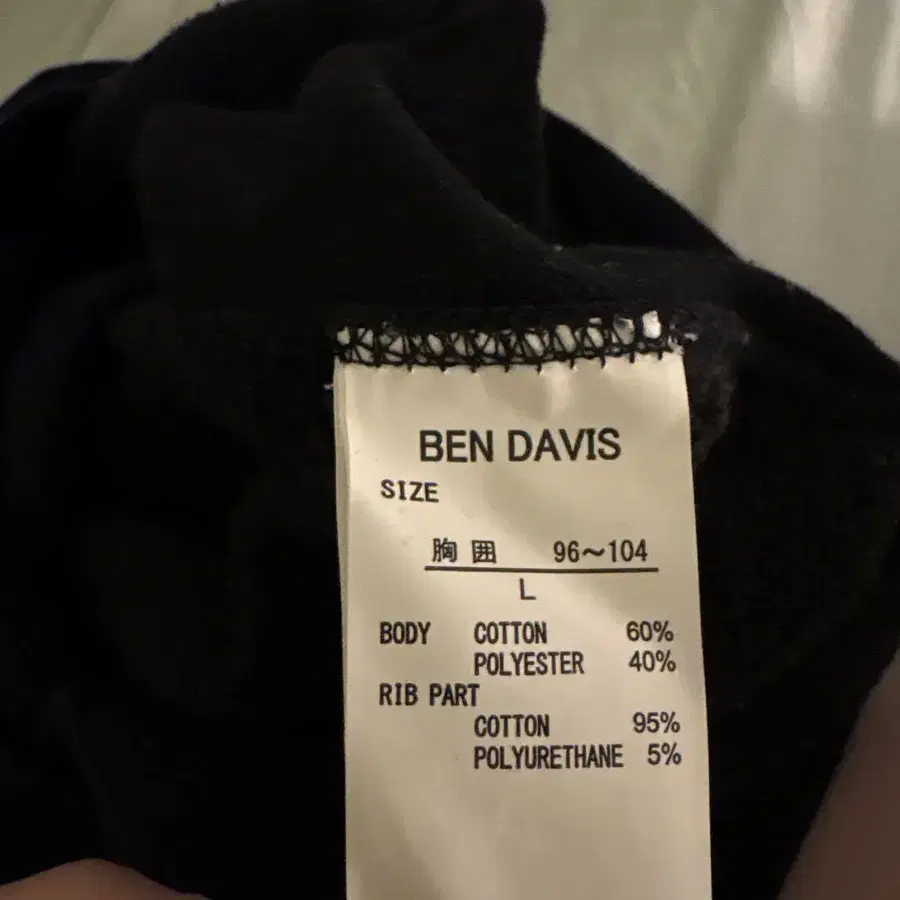 BEN DAVIS
SIZE
胸囲 96~104
L
BODY COTTON 60%
POLYESTER 40%
RIB PART
COTTON 95%
POLYURETHANE 5%